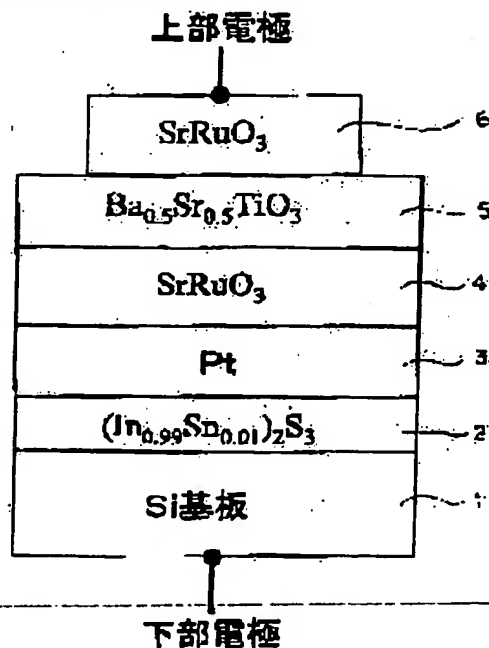 上部電極
SrRuO₃ 6
Ba₀.₅Sr₀.₅TiO₃ 5
SrRuO₃ 4
Pt 3
(In₀.₉₉Sn₀.₀₁)₂S₃ 2
Si基板 1
下部電極